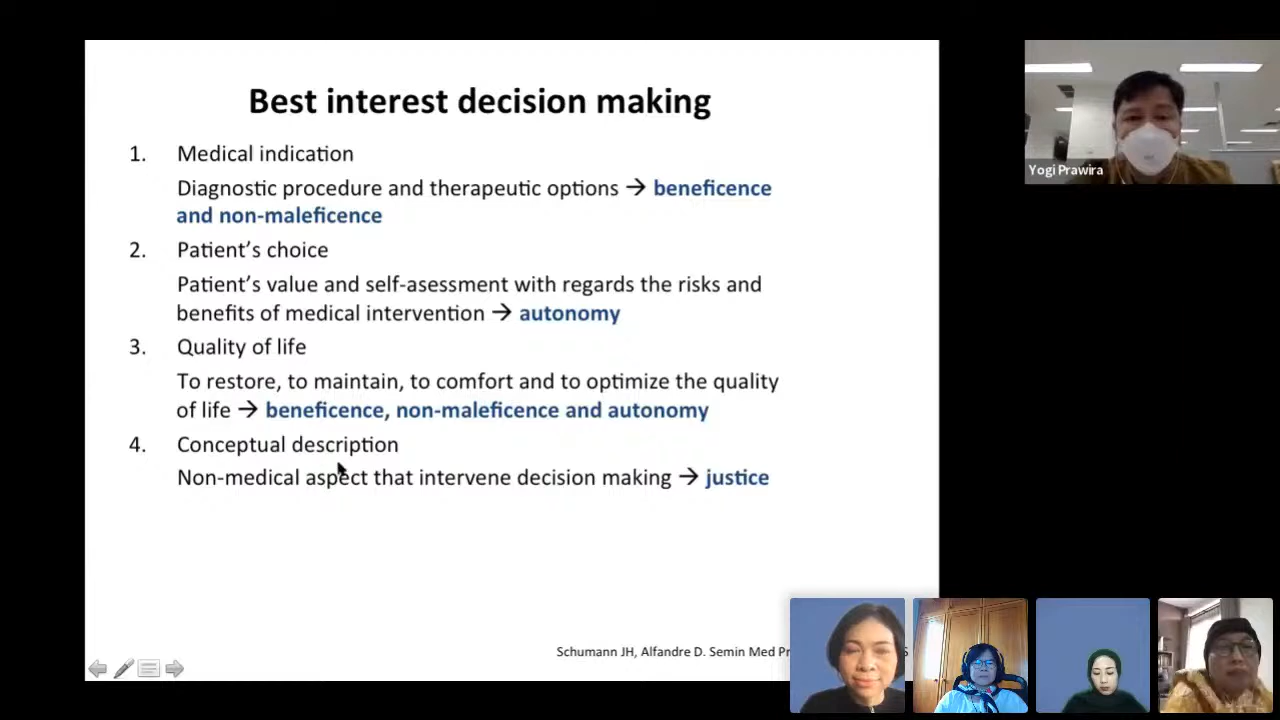 Best interest decision making
1. Medical indication
Diagnostic procedure and therapeutic options → beneficence
and non-maleficence
2. Patient's choice
Patient's value and self-asessment with regards the risks and
benefits of medical intervention → autonomy
3. Quality of life
To restore, to maintain, to comfort and to optimize the quality
of life → beneficence, non-maleficence and autonomy
4. Conceptual description
Non-medical aspect that intervene decision making → justice
Schumann JH, Alfandre D. Semin Med
Yogi Prawira